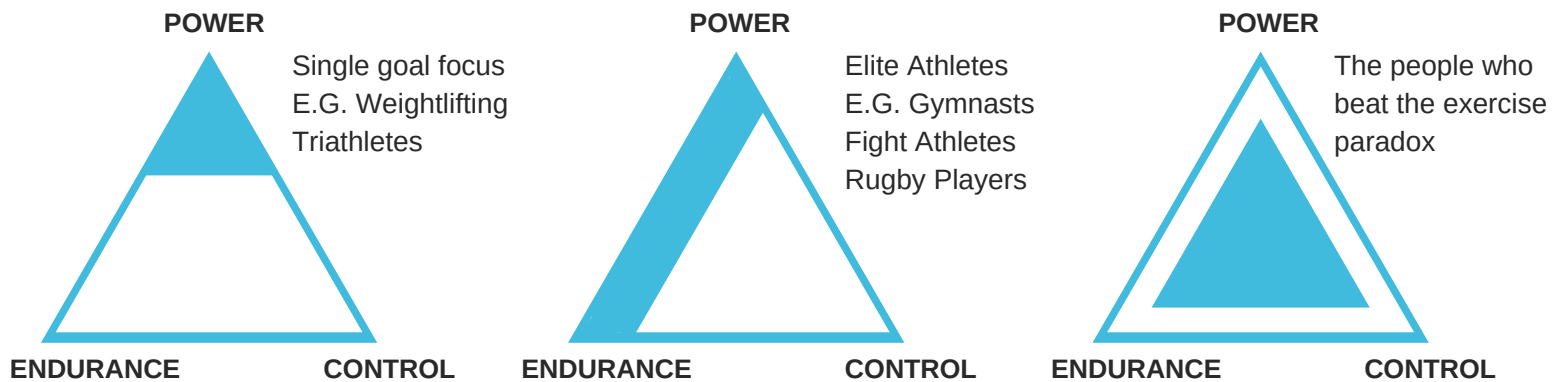 POWER
Single goal focus
E.G. Weightlifting
Triathletes
ENDURANCE
CONTROL
POWER
Elite Athletes
E.G. Gymnasts
Fight Athletes
Rugby Players
ENDURANCE
CONTROL
POWER
The people who
beat the exercise
paradox
ENDURANCE
CONTROL